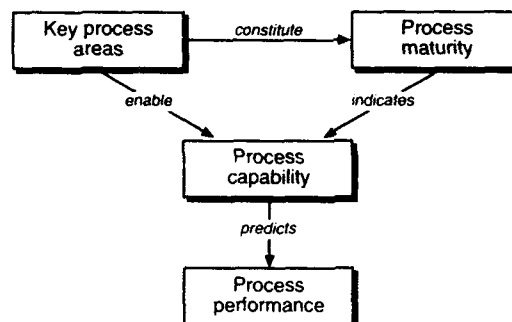 Key process
areas
constitute
Process
maturity
enable
indicates
Process
capability
predicts
Process
performance